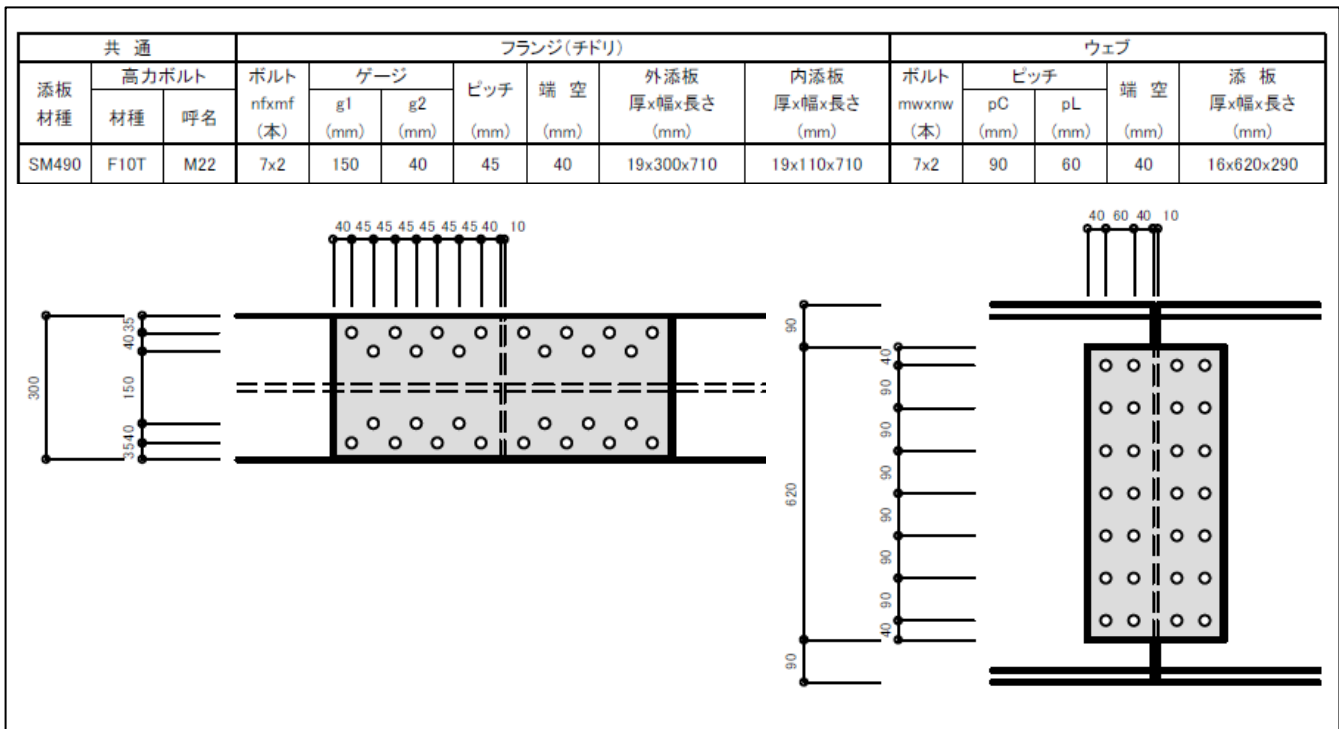 共 通 フランジ(チドリ) ウェブ
添板 高力ボルト ボルト ゲージ ピッチ 端 空 外添板 内添板 ボルト ピッチ 端 空 添 板
材種 材種 呼名 nfxmf g1 g2 厚x幅x長さ 厚x幅x長さ mwxnw pC pL 厚x幅x長さ
(本) (mm) (mm) (mm) (mm) (mm) (mm) (本) (mm) (mm) (mm) (mm)
SM490 F10T M22 7x2 150 40 45 40 19x300x710 19x110x710 7x2 90 60 40 16x620x290
40 45 45 45 45 45 45 40 10
300
35
40
150
40
35
40 60 40 10
90
620
90
40
90
90
90
90
90
90
40